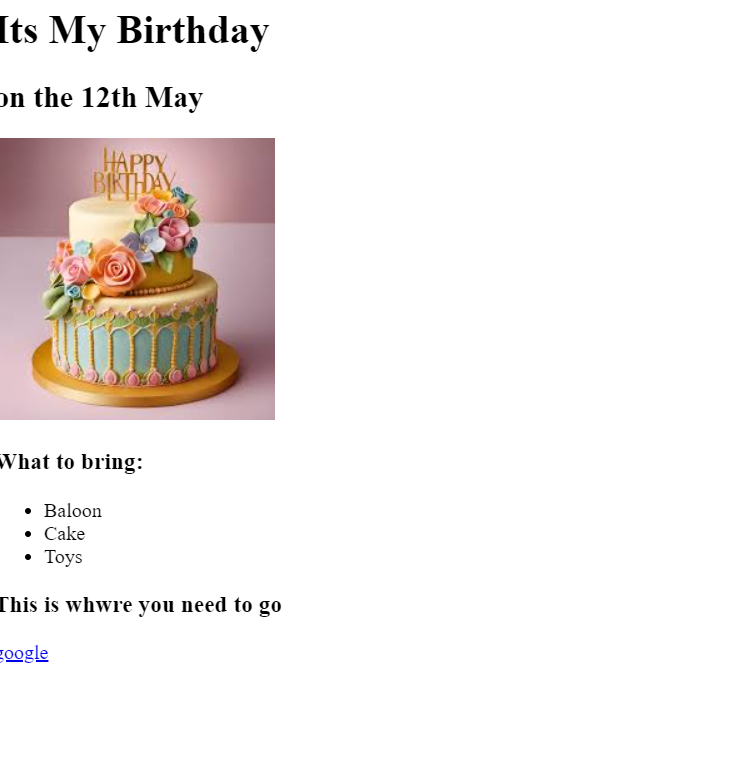 Its My Birthday
on the 12th May
HAPPY
BIRTHDAY
What to bring:
Baloon
Cake
Toys
This is whwre you need to go
google